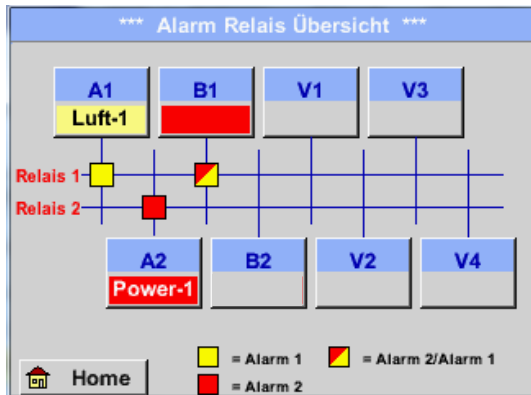 *** Alarm Relais Übersicht ***
A1 B1 V1 V3
Luft-1
Relais 1
Relais 2
A2 B2 V2 V4
Power-1
= Alarm 1 = Alarm 2/Alarm 1
Home
= Alarm 2